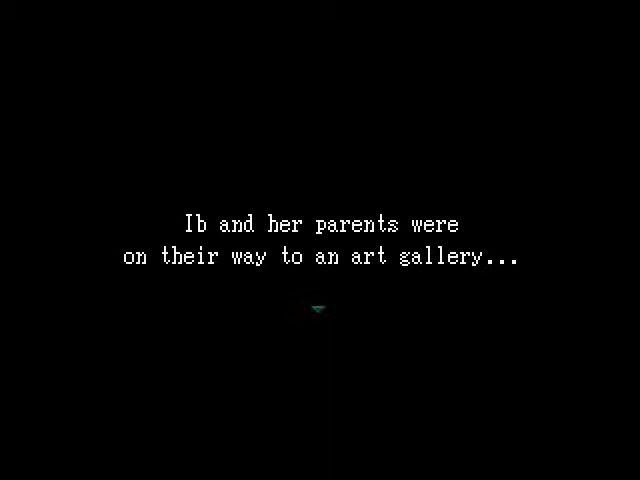 Ib and her parents were
on their way to an art gallery...